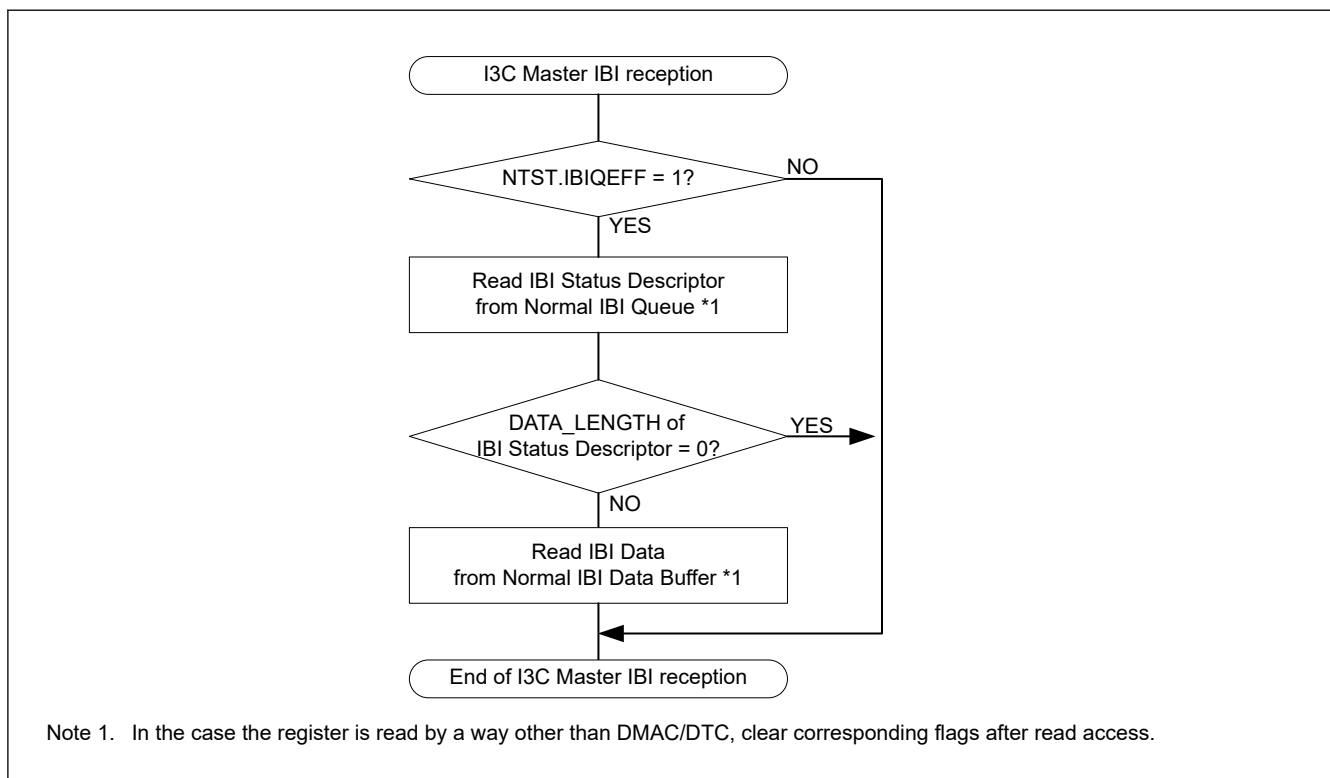 I3C Master IBI reception
NTST.IBIQEFF = 1?
NO
YES
Read IBI Status Descriptor
from Normal IBI Queue *1
DATA_LENGTH of
IBI Status Descriptor = 0?
YES
NO
Read IBI Data
from Normal IBI Data Buffer *1
End of I3C Master IBI reception
Note 1. In the case the register is read by a way other than DMAC/DTC, clear corresponding flags after read access.